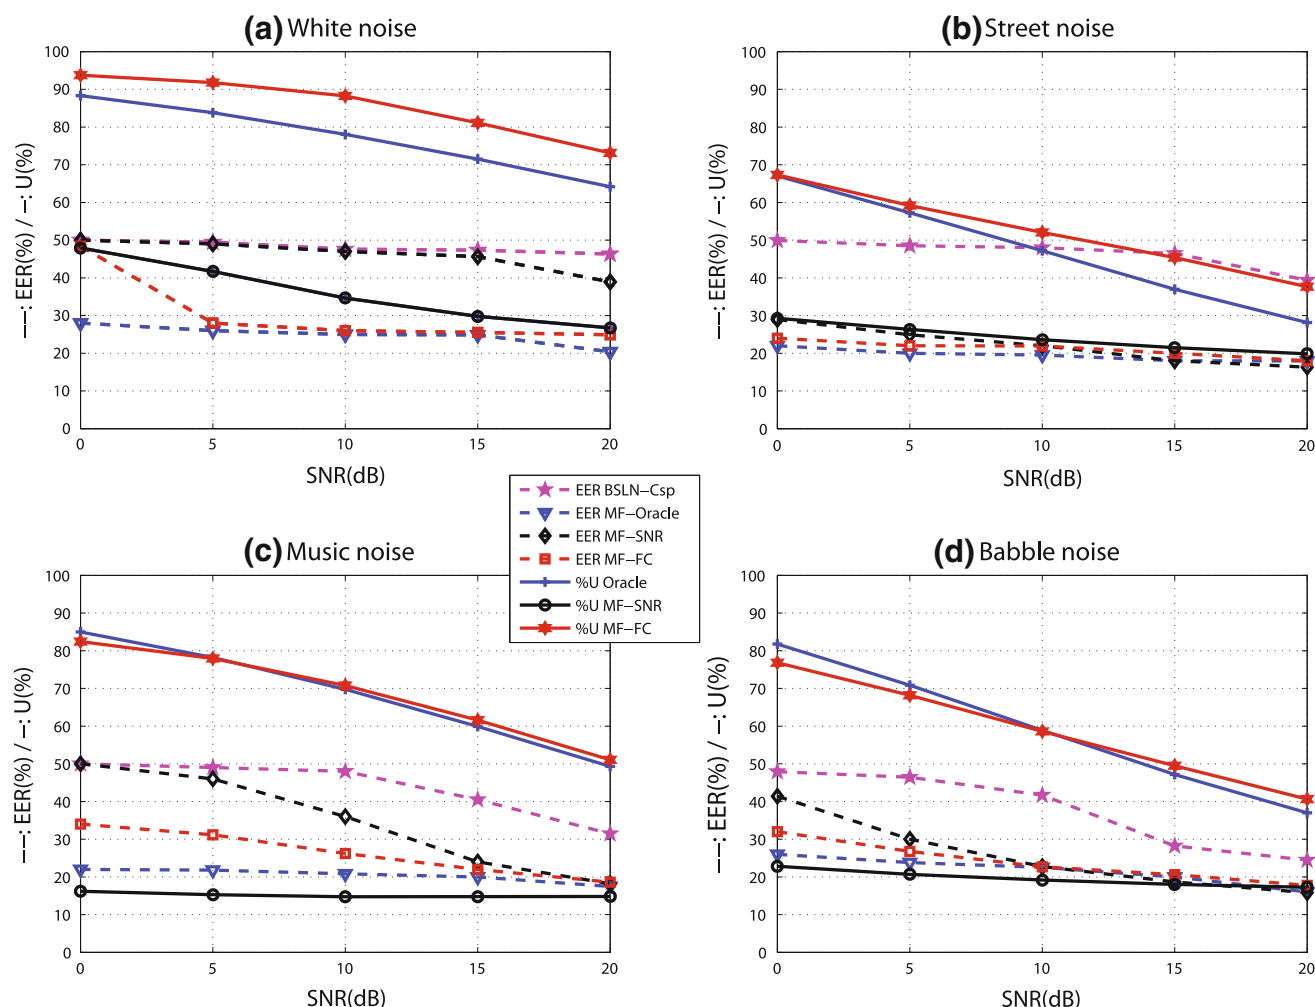 (a) White noise
100
90
80
70
60
50
40
30
20
10
0
––: EER(%) / –: U(%)
0 5 10 15 20
SNR(dB)
(b) Street noise
100
90
80
70
60
50
40
30
20
10
0
––: EER(%) / –: U(%)
0 5 10 15 20
SNR(dB)
EER BSLN–Csp
EER MF–Oracle
EER MF–SNR
EER MF–FC
%U Oracle
%U MF–SNR
%U MF–FC
(c) Music noise
100
90
80
70
60
50
40
30
20
10
0
––: EER(%) / –: U(%)
0 5 10 15 20
SNR(dB)
(d) Babble noise
100
90
80
70
60
50
40
30
20
10
0
––: EER(%) / –: U(%)
0 5 10 15 20
SNR(dB)